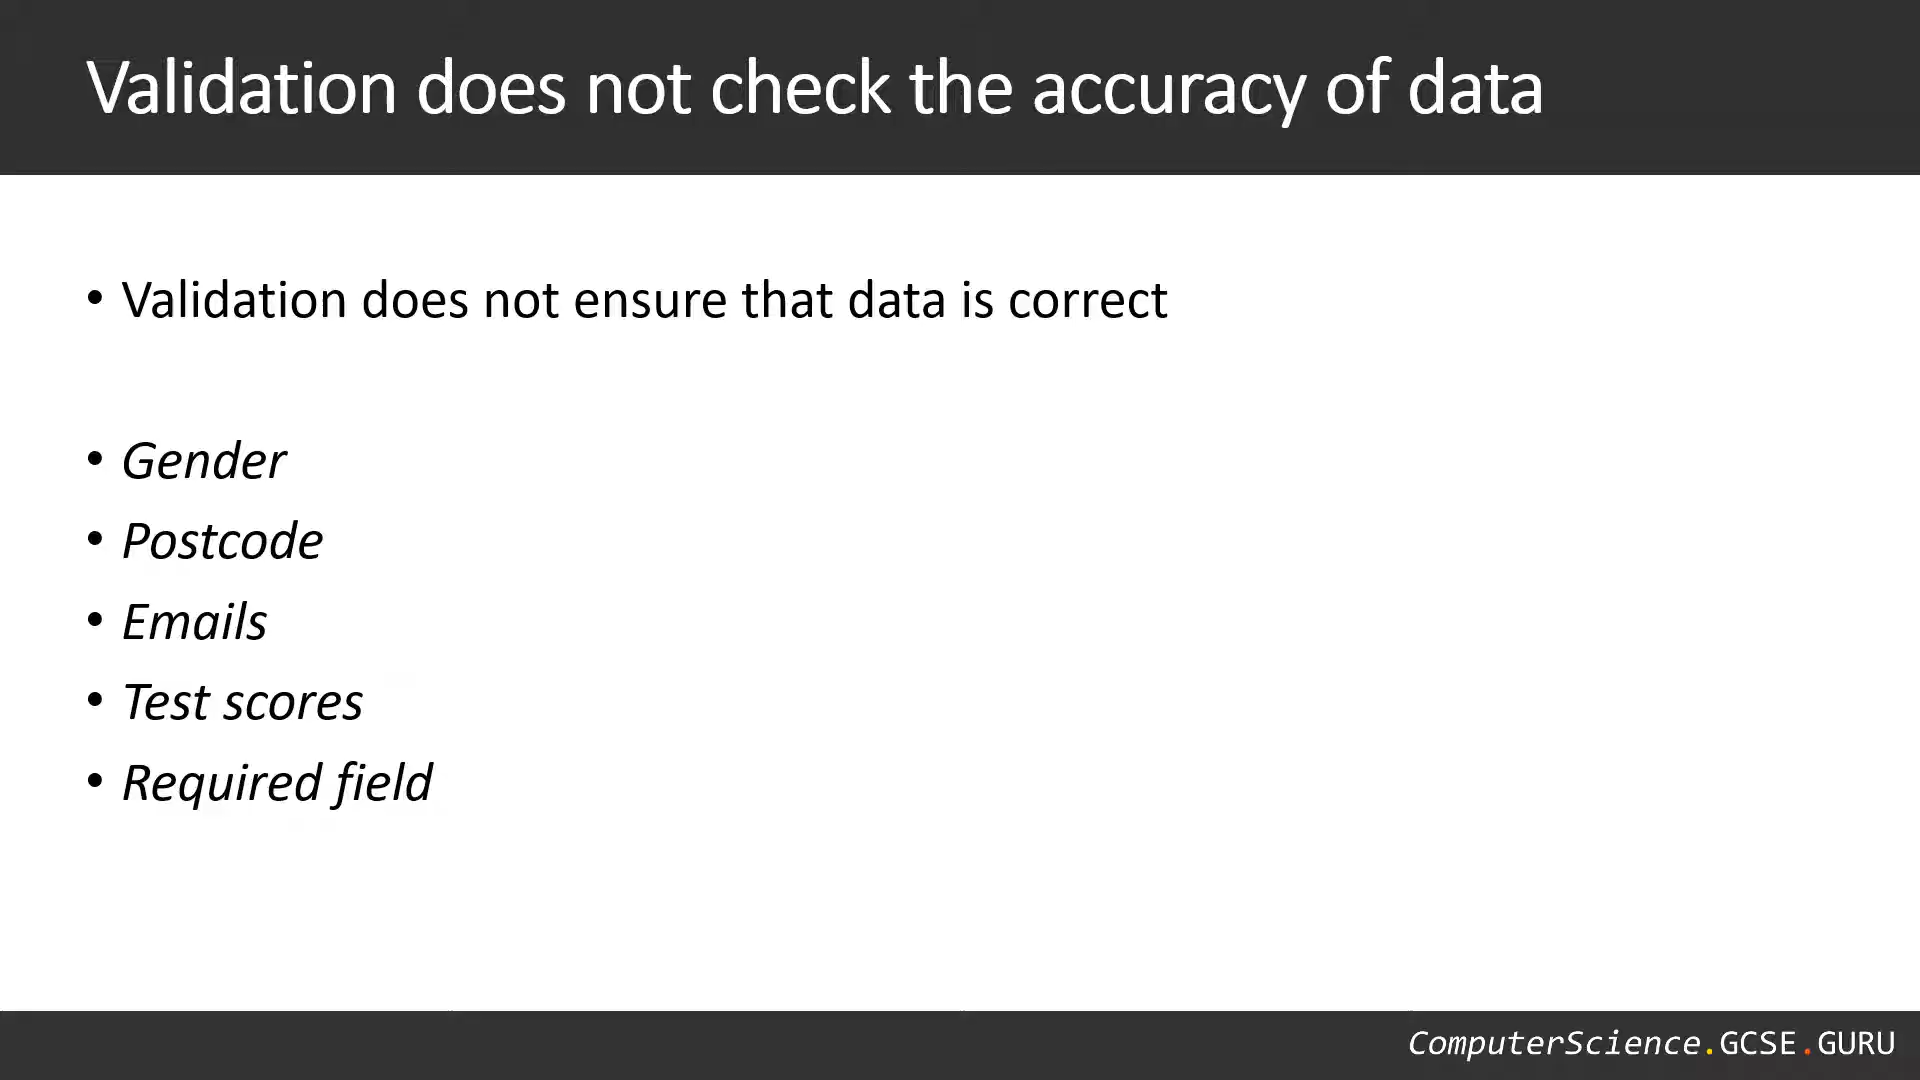 Validation does not check the accuracy of data
• Validation does not ensure that data is correct
• Gender
• Postcode
• Emails
• Test scores
• Required field
ComputerScience.GCSE.GURU